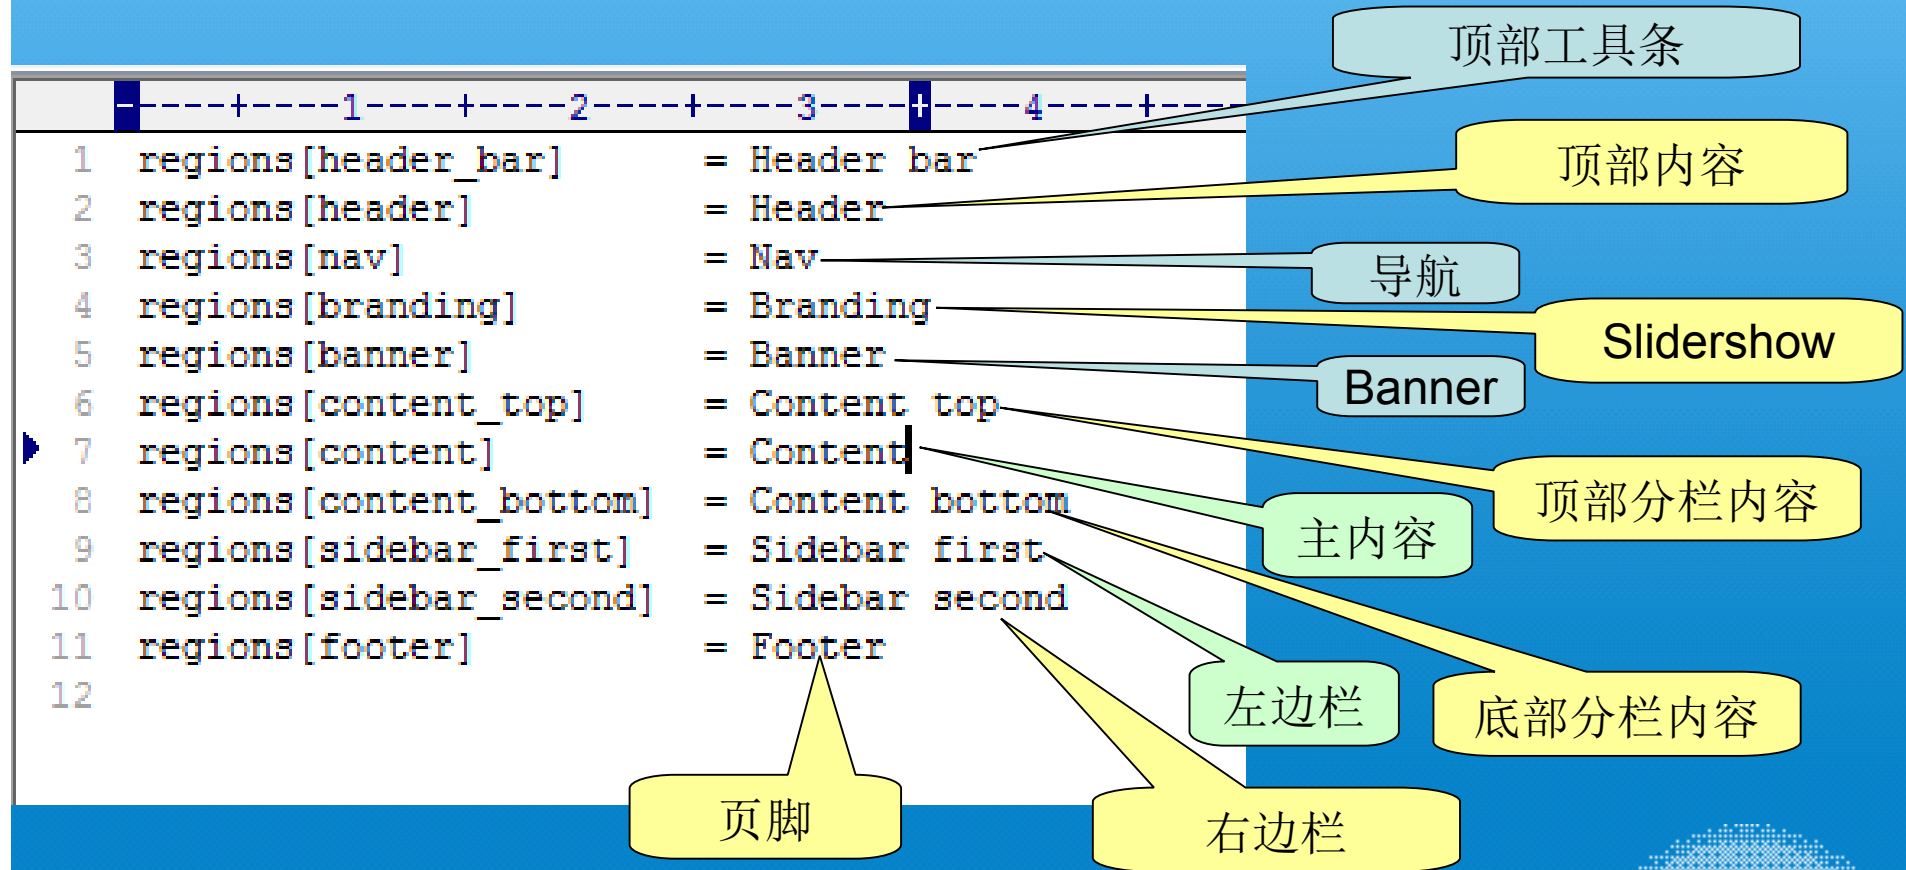 顶部工具条
-----+----1----+----2----+----3----+----4----+----
1 regions[header_bar] = Header bar
顶部内容
2 regions[header] = Header
3 regions[nav] = Nav
导航
4 regions[branding] = Branding
Slidershow
5 regions[banner] = Banner
Banner
6 regions[content_top] = Content top
7 regions[content] = Content
顶部分栏内容
8 regions[content_bottom] = Content bottom
主内容
9 regions[sidebar_first] = Sidebar first
10 regions[sidebar_second] = Sidebar second
11 regions[footer] = Footer
12
左边栏
底部分栏内容
页脚
右边栏